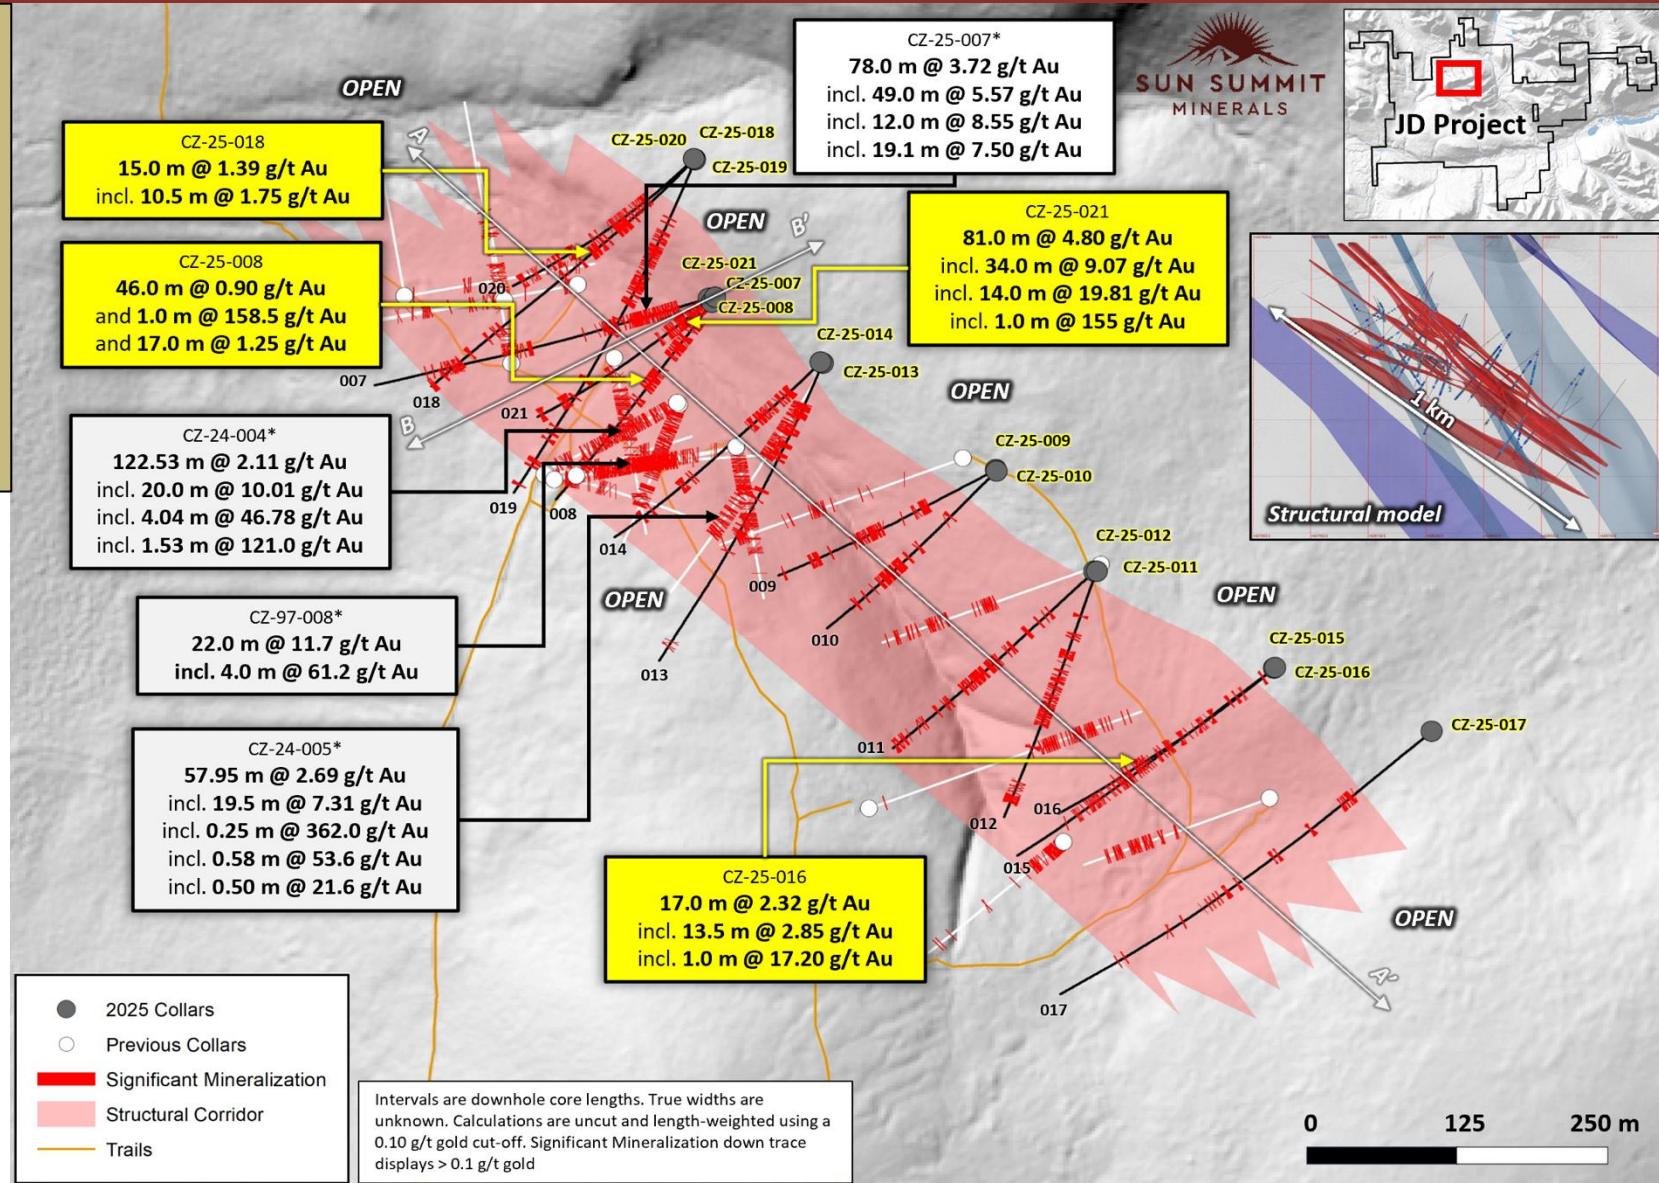 OPEN
CZ-25-007*
78.0 m @ 3.72 g/t Au
incl. 49.0 m @ 5.57 g/t Au
incl. 12.0 m @ 8.55 g/t Au
incl. 19.1 m @ 7.50 g/t Au
SUN SUMMIT
MINERALS
JD Project
CZ-25-018
15.0 m @ 1.39 g/t Au
incl. 10.5 m @ 1.75 g/t Au
A
CZ-25-020
CZ-25-018
CZ-25-019
OPEN
B'
CZ-25-021
81.0 m @ 4.80 g/t Au
incl. 34.0 m @ 9.07 g/t Au
incl. 14.0 m @ 19.81 g/t Au
incl. 1.0 m @ 155 g/t Au
CZ-25-008
46.0 m @ 0.90 g/t Au
and 1.0 m @ 158.5 g/t Au
and 17.0 m @ 1.25 g/t Au
CZ-25-021
CZ-25-007
CZ-25-008
020
CZ-25-014
CZ-25-013
007
018
021
B
OPEN
1 km
Structural model
CZ-24-004*
122.53 m @ 2.11 g/t Au
incl. 20.0 m @ 10.01 g/t Au
incl. 4.04 m @ 46.78 g/t Au
incl. 1.53 m @ 121.0 g/t Au
CZ-25-009
CZ-25-010
019
008
014
009
CZ-25-012
CZ-25-011
OPEN
OPEN
010
013
CZ-97-008*
22.0 m @ 11.7 g/t Au
incl. 4.0 m @ 61.2 g/t Au
CZ-25-015
CZ-25-016
CZ-25-017
011
016
012
015
CZ-24-005*
57.95 m @ 2.69 g/t Au
incl. 19.5 m @ 7.31 g/t Au
incl. 0.25 m @ 362.0 g/t Au
incl. 0.58 m @ 53.6 g/t Au
incl. 0.50 m @ 21.6 g/t Au
CZ-25-016
17.0 m @ 2.32 g/t Au
incl. 13.5 m @ 2.85 g/t Au
incl. 1.0 m @ 17.20 g/t Au
OPEN
A'
017
2025 Collars
Previous Collars
Significant Mineralization
Structural Corridor
Trails
Intervals are downhole core lengths. True widths are
unknown. Calculations are uncut and length-weighted using a
0.10 g/t gold cut-off. Significant Mineralization down trace
displays > 0.1 g/t gold
0 125 250 m